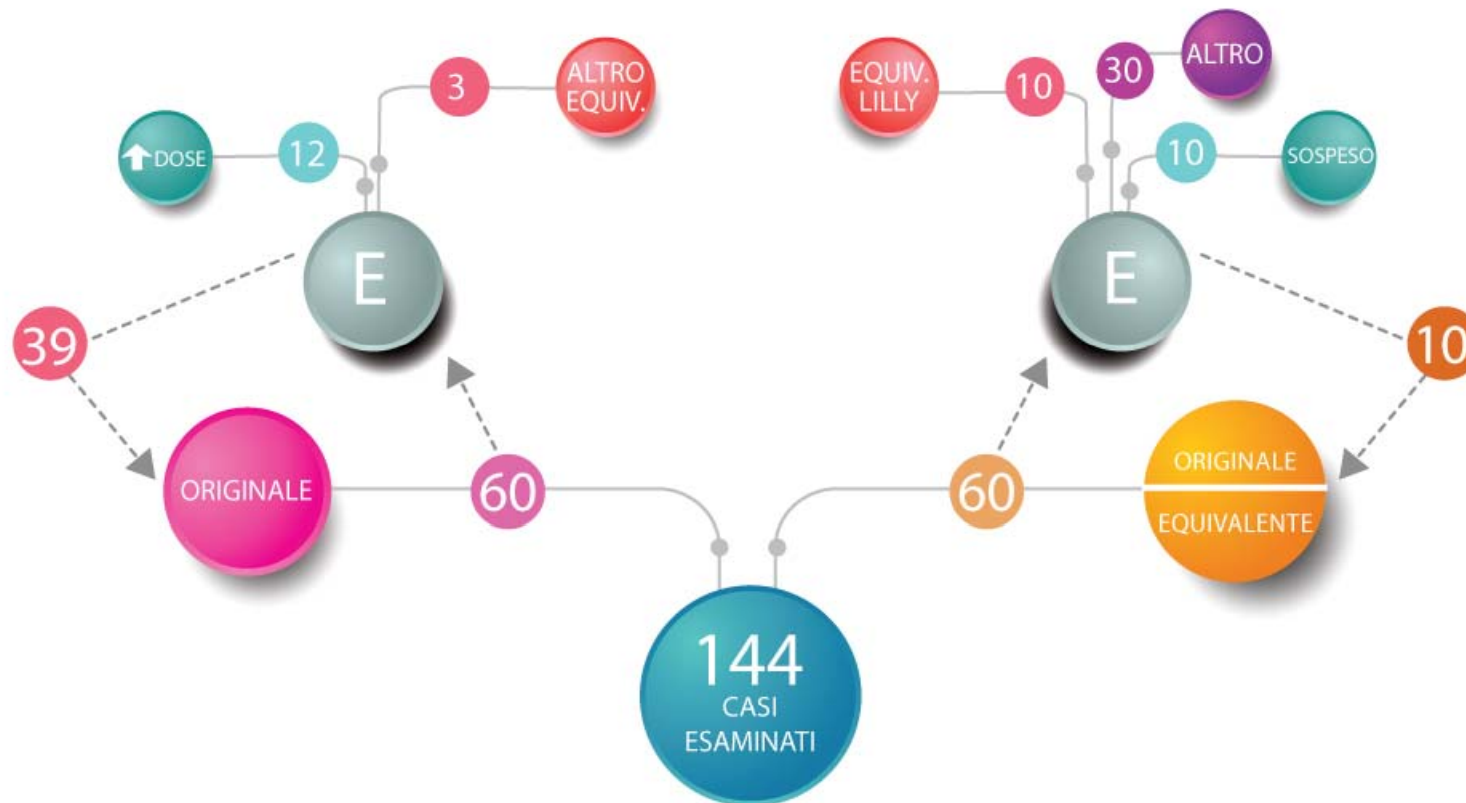 3
ALTRO
EQUIV.
⬆ DOSE
12
E
39
ORIGINALE
60
EQUIV.
LILLY
10
30
ALTRO
10
SOSPESO
E
10
60
ORIGINALE
EQUIVALENTE
144
CASI
ESAMINATI